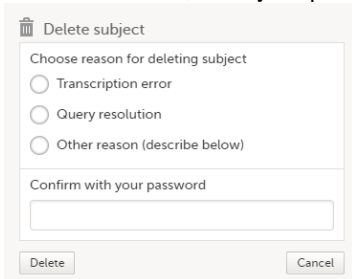 Delete subject
Choose reason for deleting subject
Transcription error
Query resolution
Other reason (describe below)
Confirm with your password
Delete Cancel